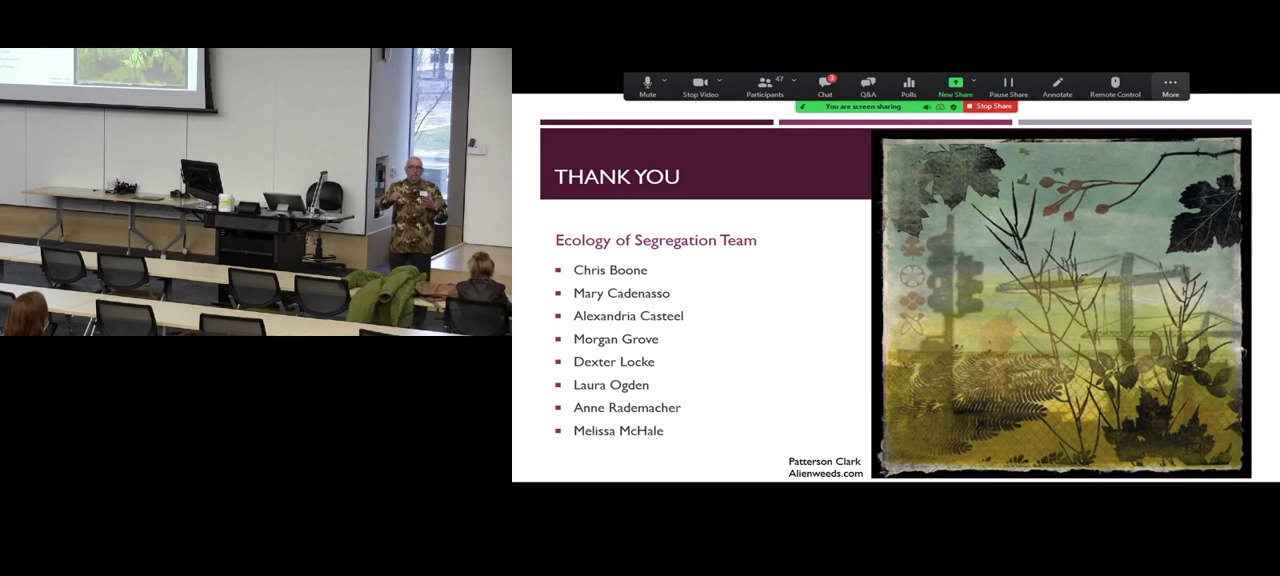 Mute
Stop Video
Participants
47
Chat
3
Q&A
Polls
New Share
Pause Share
Annotate
Remote Control
More
You are screen sharing
Stop Share
THANK YOU
Ecology of Segregation Team
Chris Boone
Mary Cadenasso
Alexandria Casteel
Morgan Grove
Dexter Locke
Laura Ogden
Anne Rademacher
Melissa McHale
Patterson Clark
Alienweeds.com